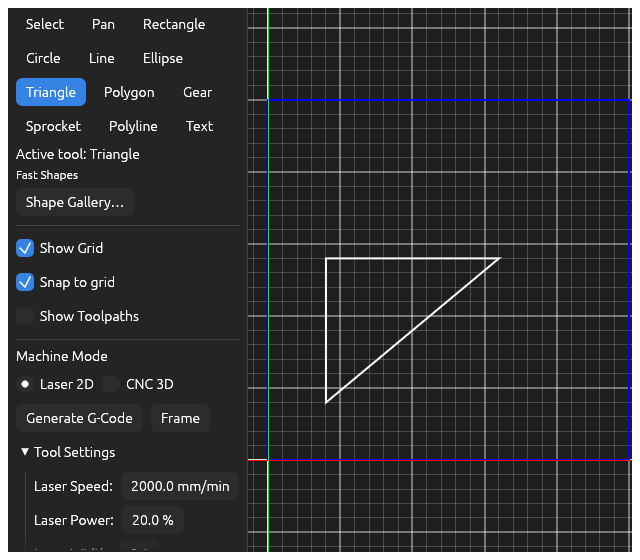 Select Pan Rectangle
Circle Line Ellipse
Triangle Polygon Gear
Sprocket Polyline Text
Active tool: Triangle
Fast Shapes
Shape Gallery...
Show Grid
Snap to grid
Show Toolpaths
Machine Mode
Laser 2D CNC 3D
Generate G-Code Frame
▼ Tool Settings
Laser Speed: 2000.0 mm/min
Laser Power: 20.0 %